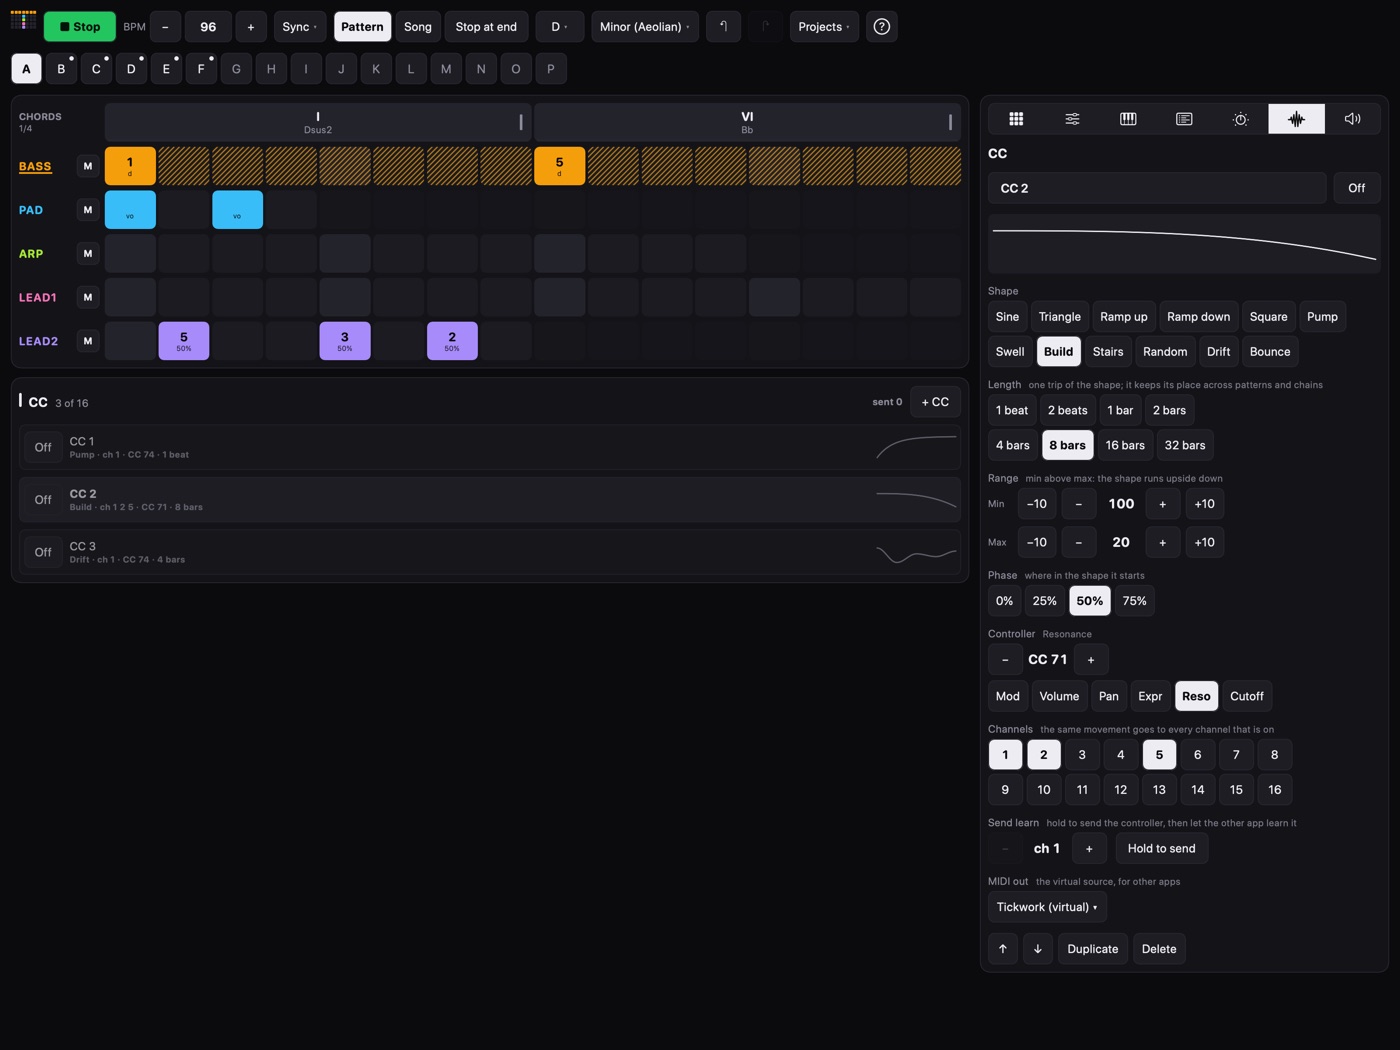 Stop BPM − 96 + Sync Pattern Song Stop at end D Minor (Aeolian) Projects ?
A B C D E F G H I J K L M N O P
CHORDS
1/4
I
Dsus2
VI
Bb
BASS M 1 5
d d
PAD M
vo vo
ARP M
LEAD1 M
LEAD2 M 5 3 2
50% 50% 50%
CC 3 of 16 sent 0 + CC
Off CC 1
Pump · ch 1 · CC 74 · 1 beat
Off CC 2
Build · ch 1 2 5 · CC 71 · 8 bars
Off CC 3
Drift · ch 1 · CC 74 · 4 bars
CC
CC 2 Off
Shape
Sine Triangle Ramp up Ramp down Square Pump
Swell Build Stairs Random Drift Bounce
Length one trip of the shape; it keeps its place across patterns and chains
1 beat 2 beats 1 bar 2 bars
4 bars 8 bars 16 bars 32 bars
Range min above max: the shape runs upside down
Min −10 − 100 + +10
Max −10 − 20 + +10
Phase where in the shape it starts
0% 25% 50% 75%
Controller Resonance
− CC 71 +
Mod Volume Pan Expr Reso Cutoff
Channels the same movement goes to every channel that is on
1 2 3 4 5 6 7 8
9 10 11 12 13 14 15 16
Send learn hold to send the controller, then let the other app learn it
− ch 1 + Hold to send
MIDI out the virtual source, for other apps
Tickwork (virtual)
↑ ↓ Duplicate Delete